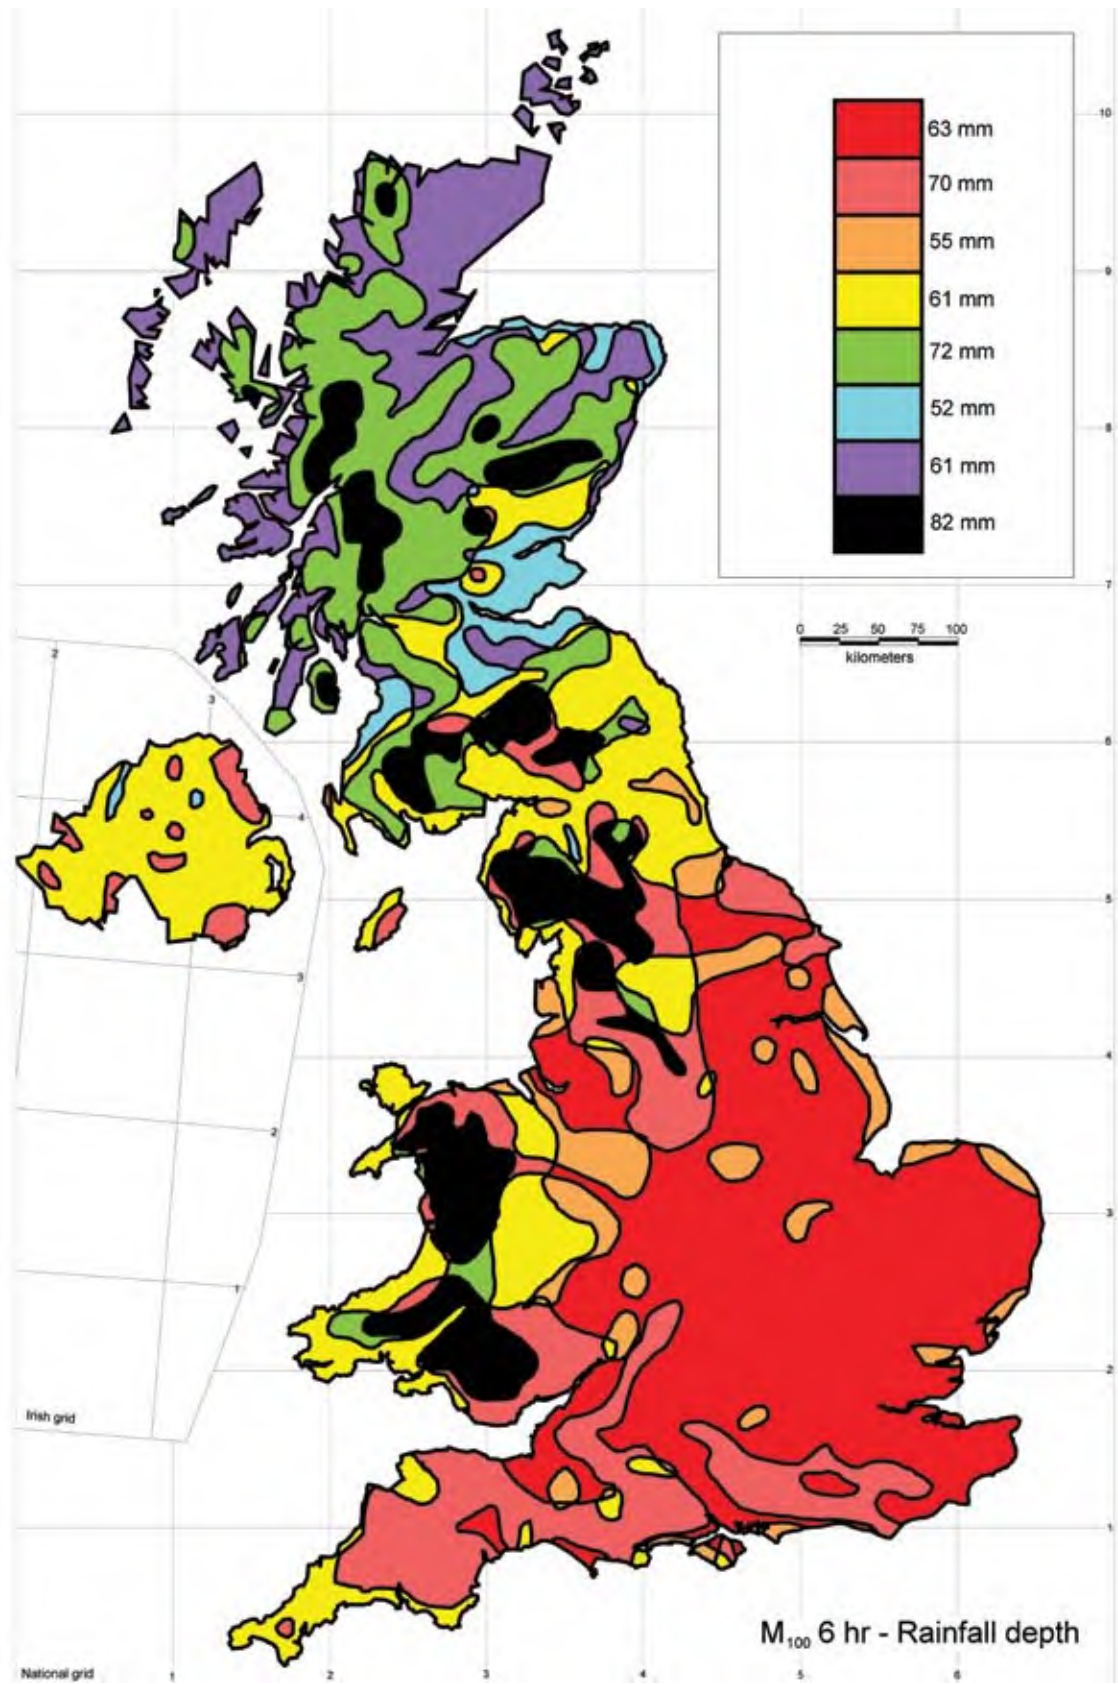 63 mm
70 mm
55 mm
61 mm
72 mm
52 mm
61 mm
82 mm
10
9
8
7
0 25 50 75 100
kilometers
2
3
6
4
5
3
4
2
3
1
2
Irish grid
1
M₁₀₀ 6 hr - Rainfall depth
National grid
1 2 3 4 5 6